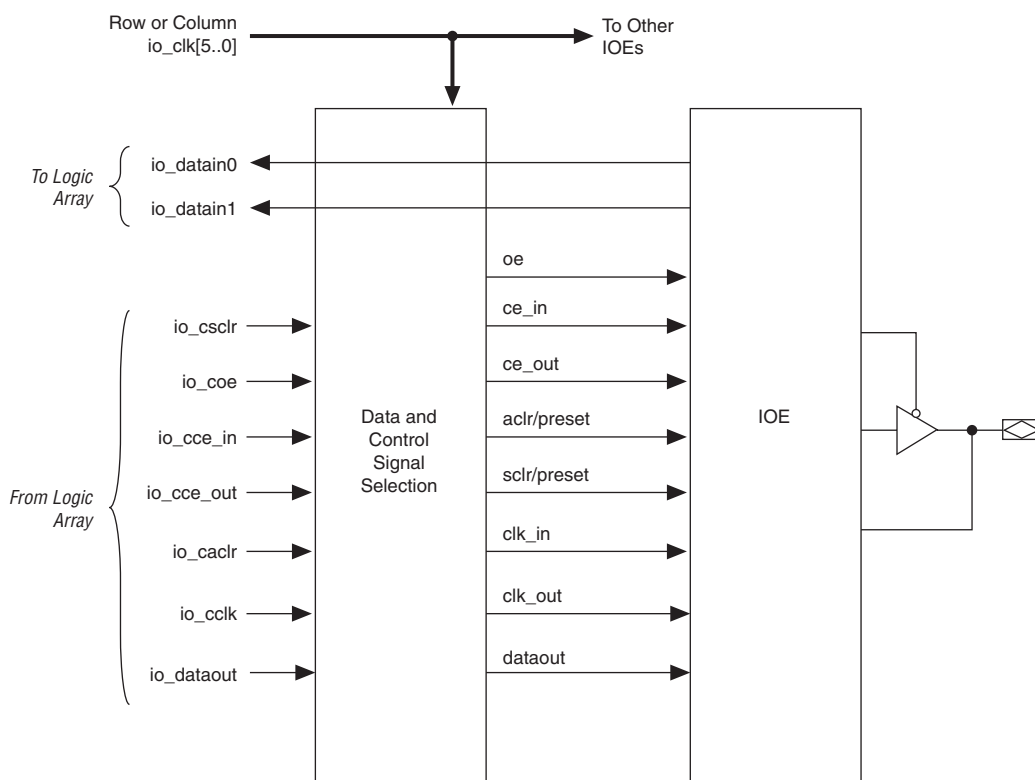 Row or Column
io_clk[5..0]
To Other
IOEs
To Logic
Array
io_datain0
io_datain1
oe
ce_in
ce_out
aclr/preset
sclr/preset
clk_in
clk_out
dataout
From Logic
Array
io_csclr
io_coe
io_cce_in
io_cce_out
io_caclr
io_cclk
io_dataout
Data and
Control
Signal
Selection
IOE